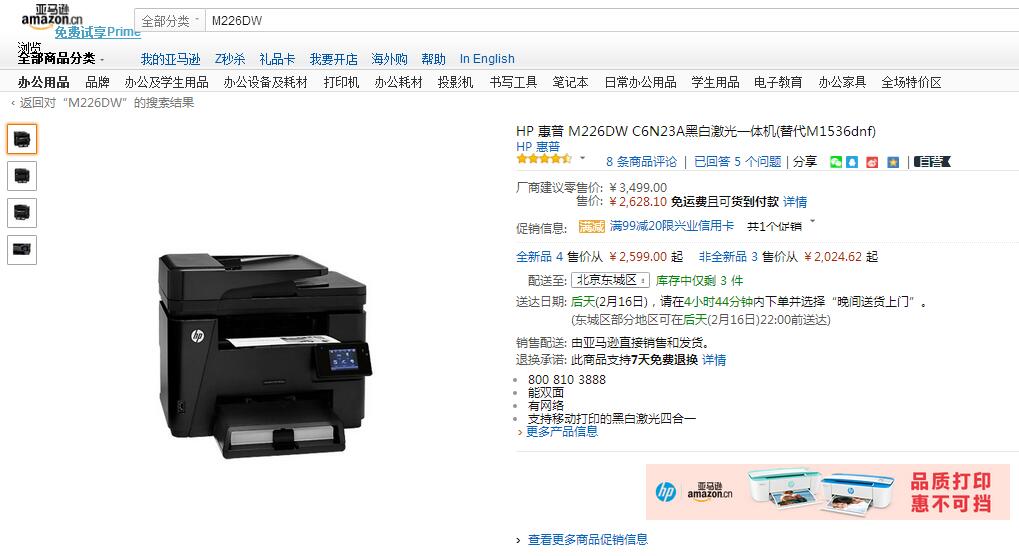 亚马逊
amazon.cn
免费试享Prime
全部分类
M226DW
浏览
全部商品分类
我的亚马逊 Z秒杀 礼品卡 我要开店 海外购 帮助 In English
办公用品 品牌 办公及学生用品 办公设备及耗材 打印机 办公耗材 投影机 书写工具 笔记本 日常办公用品 学生用品 电子教育 办公家具 全场特价区
‹ 返回对“M226DW”的搜索结果
HP 惠普 M226DW C6N23A黑白激光一体机(替代M1536dnf)
HP 惠普
8 条商品评论 | 已回答 5 个问题 | 分享 | 自营
厂商建议零售价: ￥3,499.00
售价: ￥2,628.10 免运费且可货到付款 详情
促销信息: 满减 满99减20限兴业信用卡 共1个促销
全新品 4 售价从 ￥2,599.00 起 非全新品 3 售价从 ￥2,024.62 起
配送至: 北京东城区 库存中仅剩 3 件
送达日期: 后天(2月16日)，请在4小时44分钟内下单并选择“晚间送货上门”。
(东城区部分地区可在后天(2月16日)22:00前送达)
销售配送: 由亚马逊直接销售和发货。
退换承诺: 此商品支持7天免费退换 详情
800 810 3888
能双面
有网络
支持移动打印的黑白激光四合一
› 更多产品信息
hp
hp 亚马逊 amazon.cn 品质打印
惠不可挡
› 查看更多商品促销信息